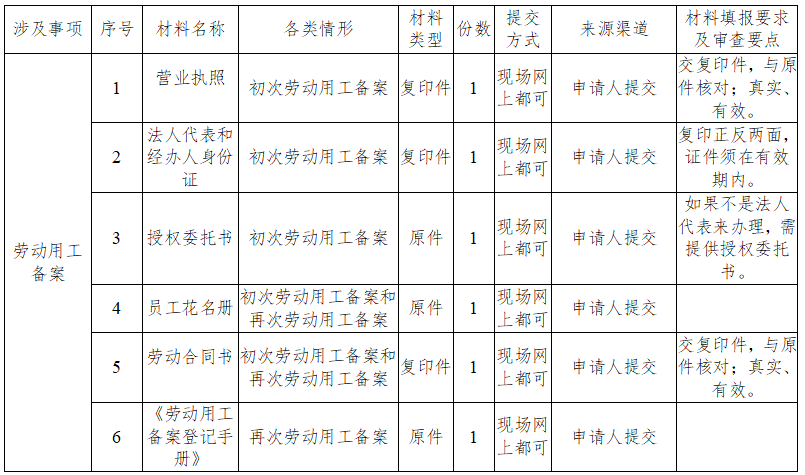 涉及事项 序号 材料名称 各类情形 材料类型 份数 提交方式 来源渠道 材料填报要求及审查要点
劳动用工备案
1 营业执照 初次劳动用工备案 复印件 1 现场网上都可 申请人提交 交复印件，与原件核对；真实、有效。
2 法人代表和经办人身份证 初次劳动用工备案 复印件 1 现场网上都可 申请人提交 复印正反两面，证件须在有效期内。
3 授权委托书 初次劳动用工备案 原件 1 现场网上都可 申请人提交 如果不是法人代表来办理，需提供授权委托书。
4 员工花名册 初次劳动用工备案和再次劳动用工备案 原件 1 现场网上都可 申请人提交
5 劳动合同书 初次劳动用工备案和再次劳动用工备案 复印件 1 现场网上都可 申请人提交 交复印件，与原件核对；真实、有效。
6 《劳动用工备案登记手册》 再次劳动用工备案 原件 1 现场网上都可 申请人提交